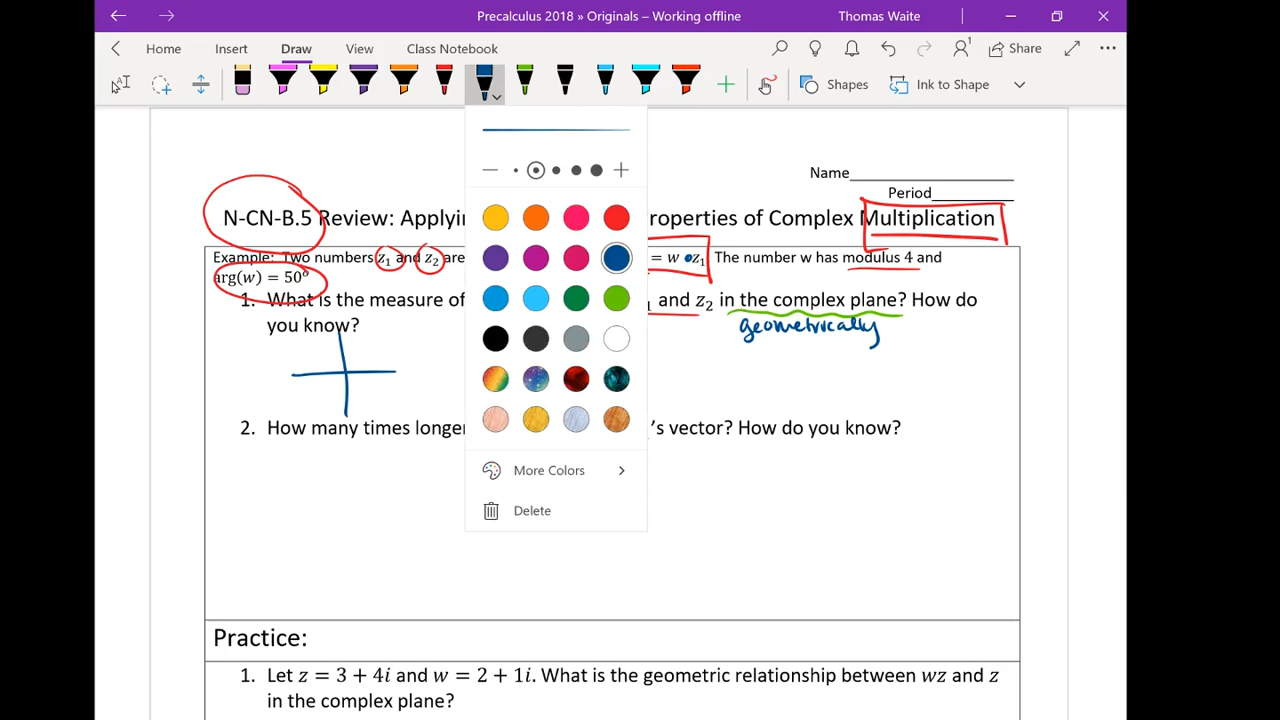 Precalculus 2018 » Originals – Working offline Thomas Waite
Home Insert Draw View Class Notebook Share
Shapes Ink to Shape
Name
Period
N-CN-B.5 Review: Applying roperties of Complex Multiplication
Example: Two numbers z₁ and z₂ are = w • z₁ The number w has modulus 4 and
arg(w) = 50°
1. What is the measure of 1 and z₂ in the complex plane? How do
you know?
geometrically
2. How many times longer 's vector? How do you know?
More Colors
Delete
Practice:
1. Let z = 3 + 4i and w = 2 + 1i. What is the geometric relationship between wz and z
in the complex plane?